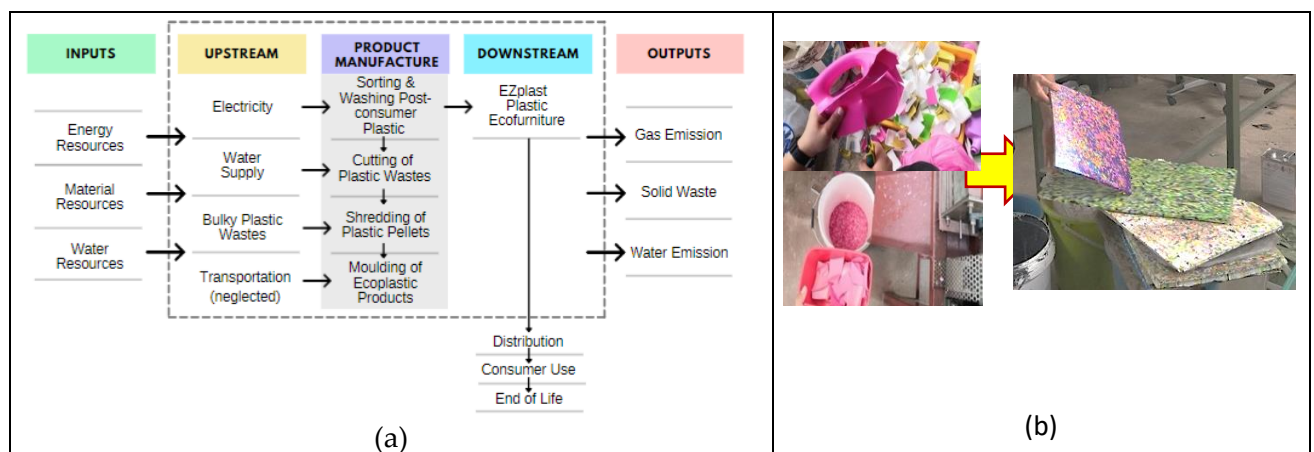 INPUTS
Energy
Resources
Material
Resources
Water
Resources
UPSTREAM
Electricity
Water
Supply
Bulky Plastic
Wastes
Transportation
(neglected)
PRODUCT
MANUFACTURE
Sorting &
Washing Post-
consumer
Plastic
Cutting of
Plastic Wastes
Shredding of
Plastic Pellets
Moulding of
Ecoplastic
Products
DOWNSTREAM
EZplast
Plastic
Ecofurniture
Distribution
Consumer Use
End of Life
OUTPUTS
Gas Emission
Solid Waste
Water Emission
(a)
(b)